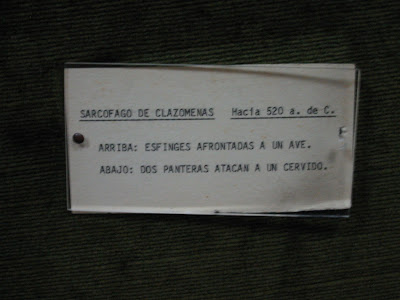 SARCOFAGO DE CLAZOMENAS Hacia 520 a. de C.
ARRIBA: ESFINGES AFRONTADAS A UN AVE.
ABAJO: DOS PANTERAS ATACAN A UN CERVIDO.